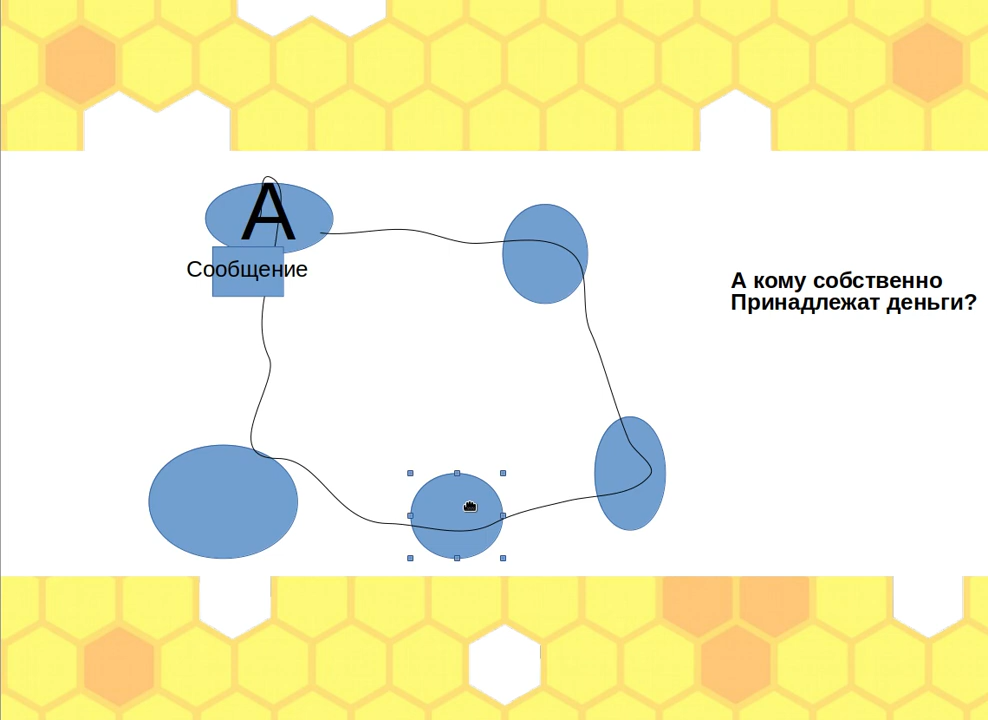 А
Сообщение
А кому собственно
Принадлежат деньги?